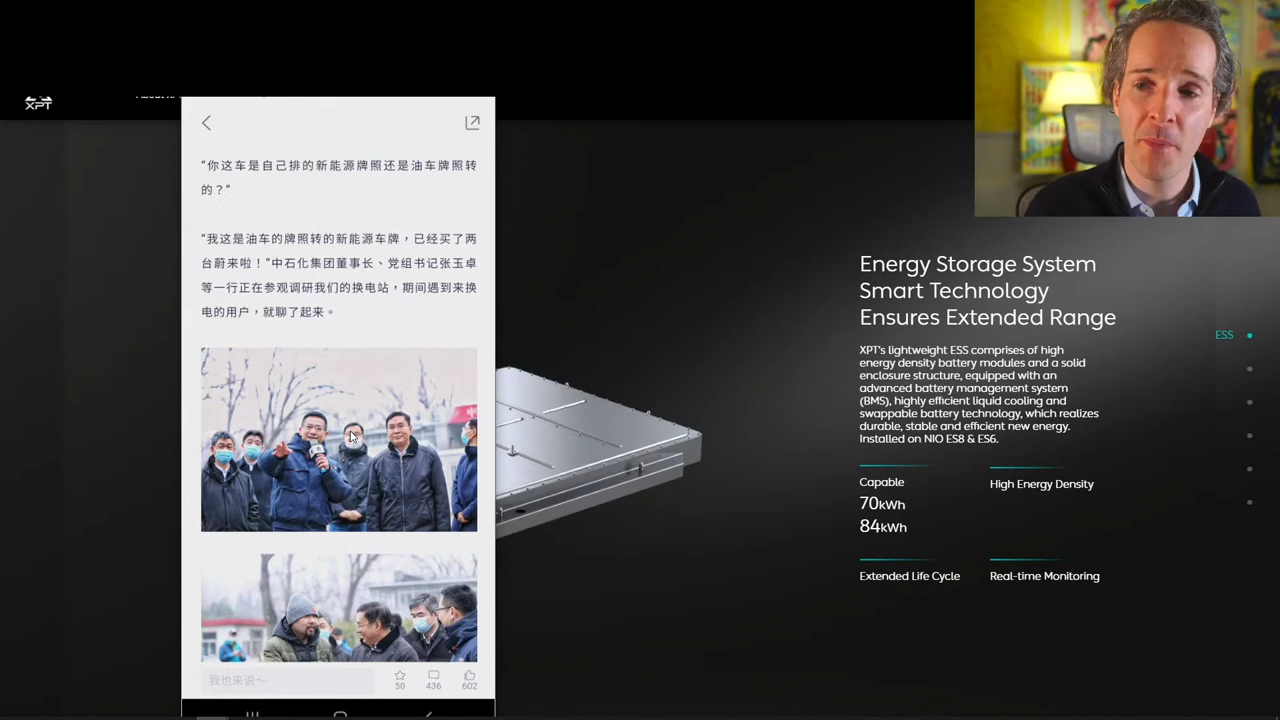 XPT
“你这车是自己排的新能源牌照还是油车牌照转
的？”
“我这是油车的牌照转的新能源车牌，已经买了两
台蔚来啦！”中石化集团董事长、党组书记张玉卓
等一行正在参观调研我们的换电站，期间遇到来换
电的用户，就聊了起来。
我也来说～
50
436
602
Energy Storage System
Smart Technology
Ensures Extended Range
XPT's lightweight ESS comprises of high
energy density battery modules and a solid
enclosure structure, equipped with an
advanced battery management system
(BMS), highly efficient liquid cooling and
swappable battery technology, which realizes
durable, stable and efficient new energy.
Installed on NIO ES8 & ES6.
Capable
70kWh
84kWh
High Energy Density
Extended Life Cycle
Real-time Monitoring
ESS